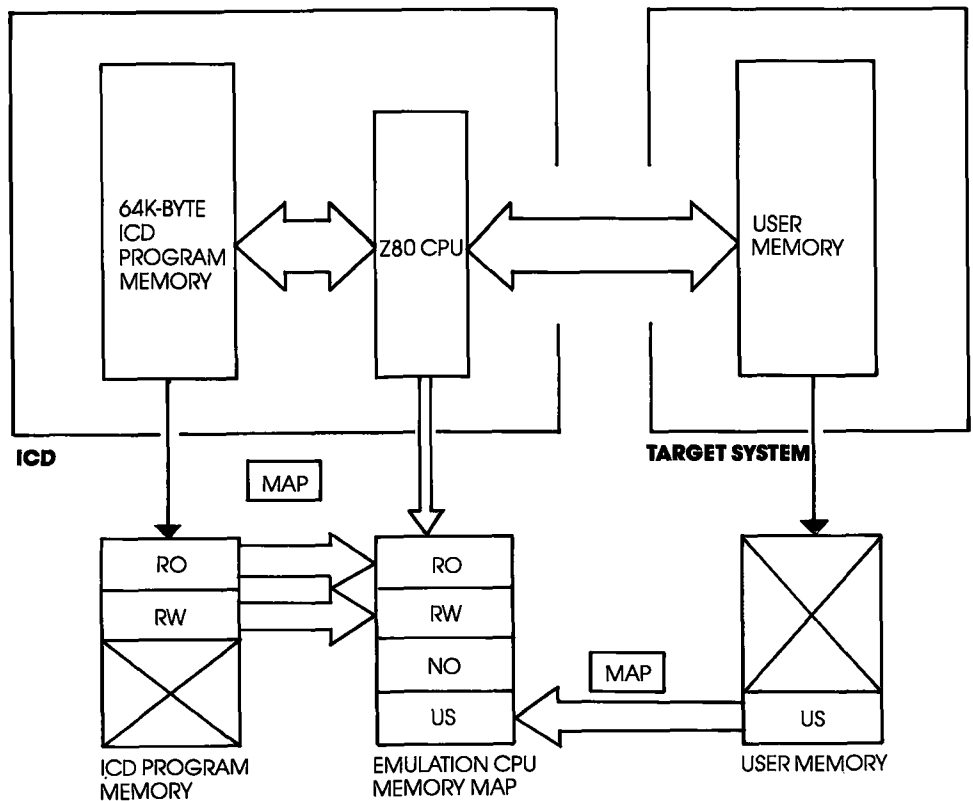 64K-BYTE
ICD
PROGRAM
MEMORY
Z80 CPU
USER
MEMORY
ICD
TARGET SYSTEM
MAP
RO
RW
RO
RW
NO
US
MAP
US
ICD PROGRAM
MEMORY
EMULATION CPU
MEMORY MAP
USER MEMORY